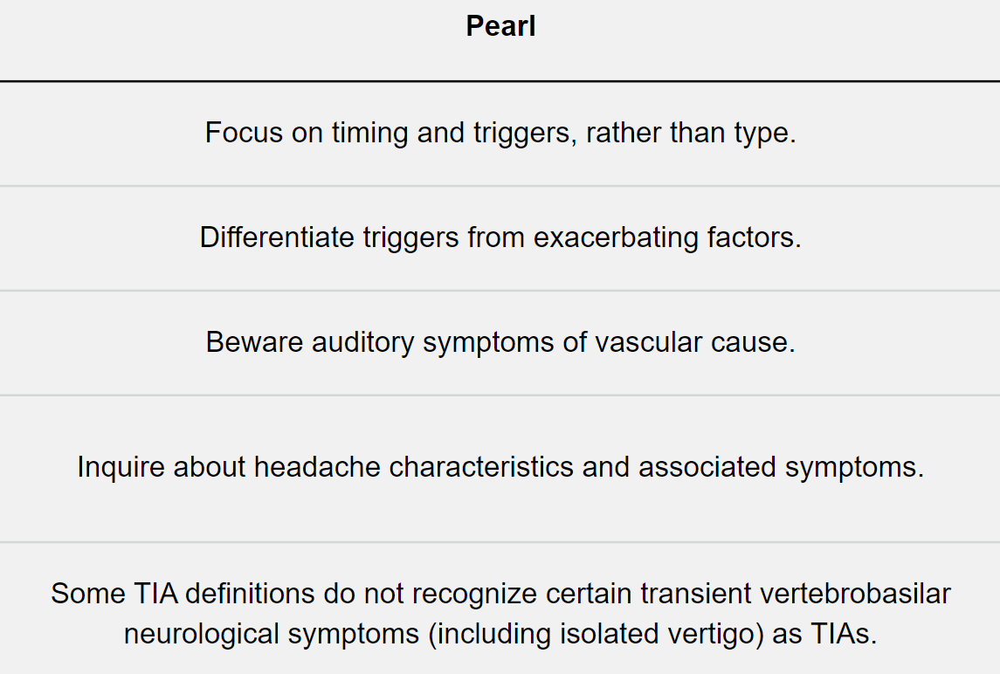 Pearl
Focus on timing and triggers, rather than type.
Differentiate triggers from exacerbating factors.
Beware auditory symptoms of vascular cause.
Inquire about headache characteristics and associated symptoms.
Some TIA definitions do not recognize certain transient vertebrobasilar
neurological symptoms (including isolated vertigo) as TIAs.